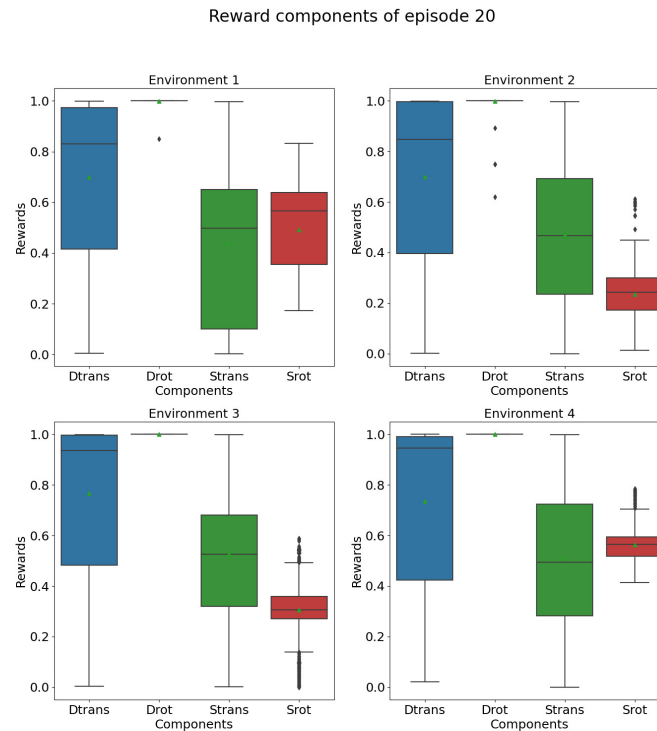 Reward components of episode 20
Environment 1
1.0
0.8
0.6
0.4
0.2
0.0
Rewards
Dtrans Drot Strans Srot
Components
Environment 2
1.0
0.8
0.6
0.4
0.2
0.0
Rewards
Dtrans Drot Strans Srot
Components
Environment 3
1.0
0.8
0.6
0.4
0.2
0.0
Rewards
Dtrans Drot Strans Srot
Components
Environment 4
1.0
0.8
0.6
0.4
0.2
0.0
Rewards
Dtrans Drot Strans Srot
Components